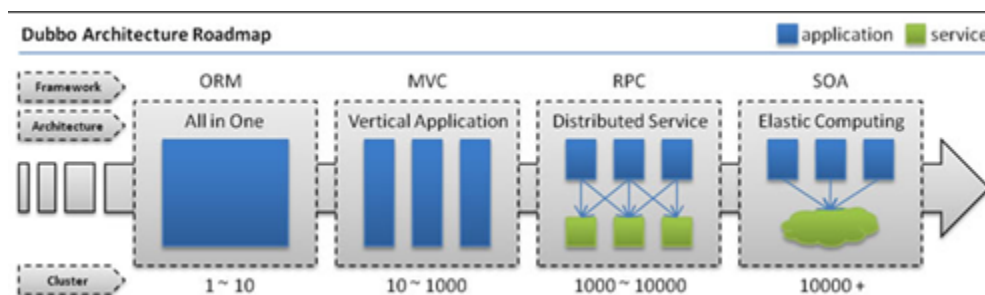 Dubbo Architecture Roadmap
application service
Framework
ORM MVC RPC SOA
Architecture
All in One Vertical Application Distributed Service Elastic Computing
Cluster
1 ~ 10 10 ~ 1000 1000 ~ 10000 10000 +